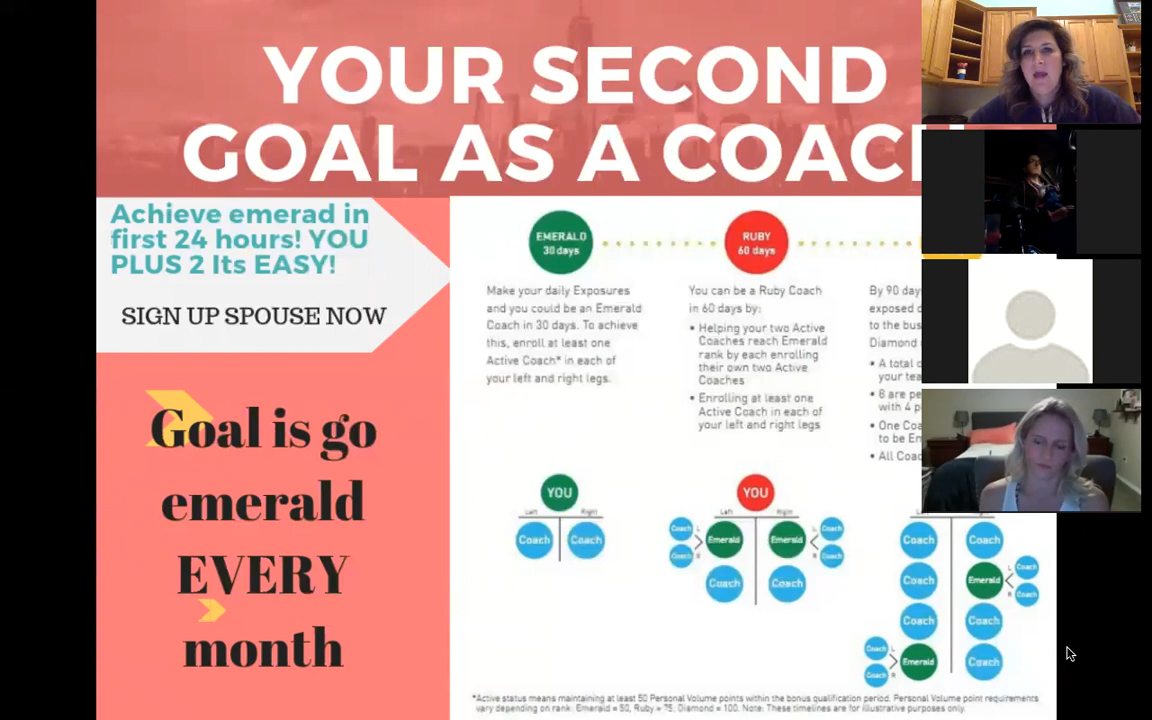 YOUR SECOND
GOAL AS A COACH
Achieve emerad in
first 24 hours! YOU
PLUS 2 Its EASY!
SIGN UP SPOUSE NOW
Goal is go
emerald
EVERY
month
EMERALD
30 days
Make your daily Exposures
and you could be an Emerald
Coach in 30 days. To achieve
this, enroll at least one
Active Coach* in each of
your left and right legs.
RUBY
60 days
You can be a Ruby Coach
in 60 days by:
• Helping your two Active
Coaches reach Emerald
rank by each enrolling
their own two Active
Coaches
• Enrolling at least one
Active Coach in each of
your left and right legs
By 90 day
exposed
to the bus
Diamond
• A total
your tea
• 8 are pe
with 4 p
• One Coa
to be En
• All Coac
YOU
Left Right
Coach Coach
YOU
Left Right
Coach L Emerald Emerald L Coach
Coach R R Coach
Coach Coach
Coach Coach
Coach Emerald L Coach
R Coach
Coach Coach
Coach L Emerald Coach
Coach R
*Active status means maintaining at least 50 Personal Volume points within the bonus qualification period. Personal Volume point requirements
vary depending on rank: Emerald = 50, Ruby = 75, Diamond = 100. Note: These timelines are for illustrative purposes only.